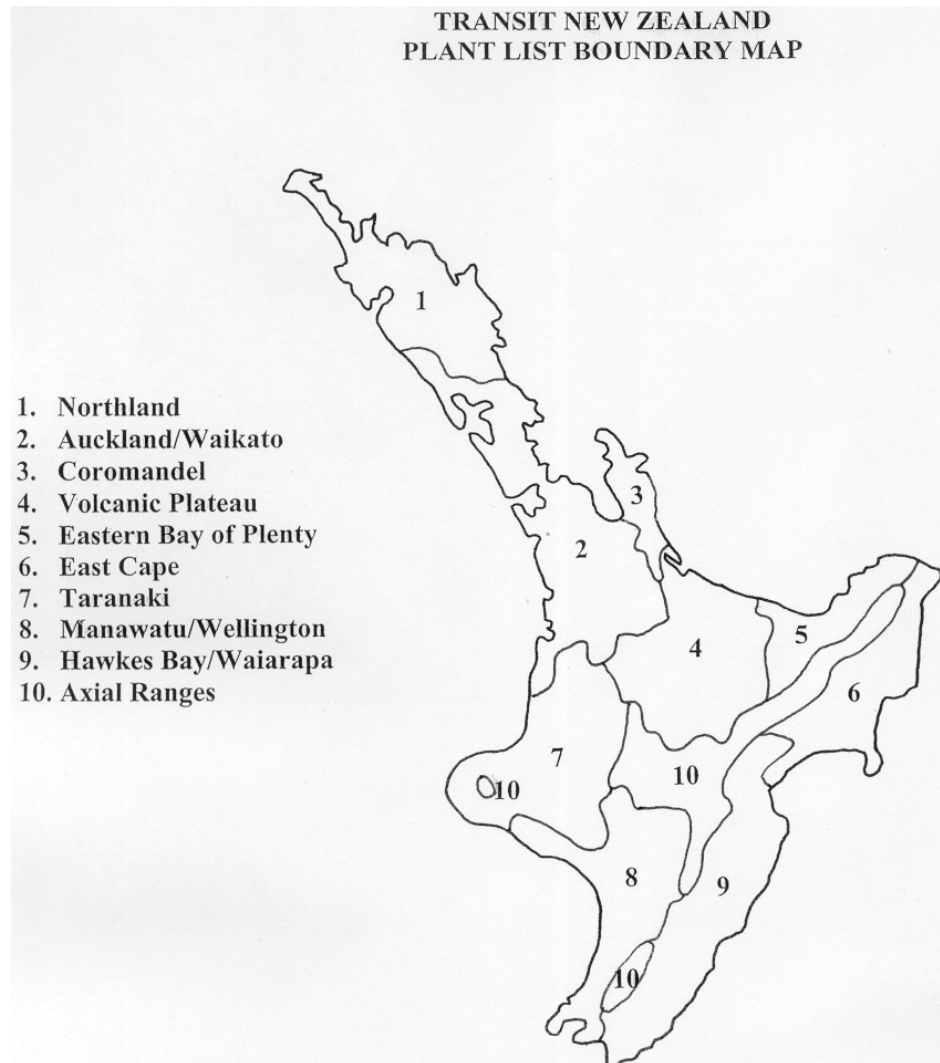 TRANSIT NEW ZEALAND
PLANT LIST BOUNDARY MAP
1
1. Northland
2. Auckland/Waikato
3. Coromandel
4. Volcanic Plateau
5. Eastern Bay of Plenty
6. East Cape
7. Taranaki
8. Manawatu/Wellington
9. Hawkes Bay/Waiarapa
10. Axial Ranges
3
2
5
4
6
7
10
10
8
9
10